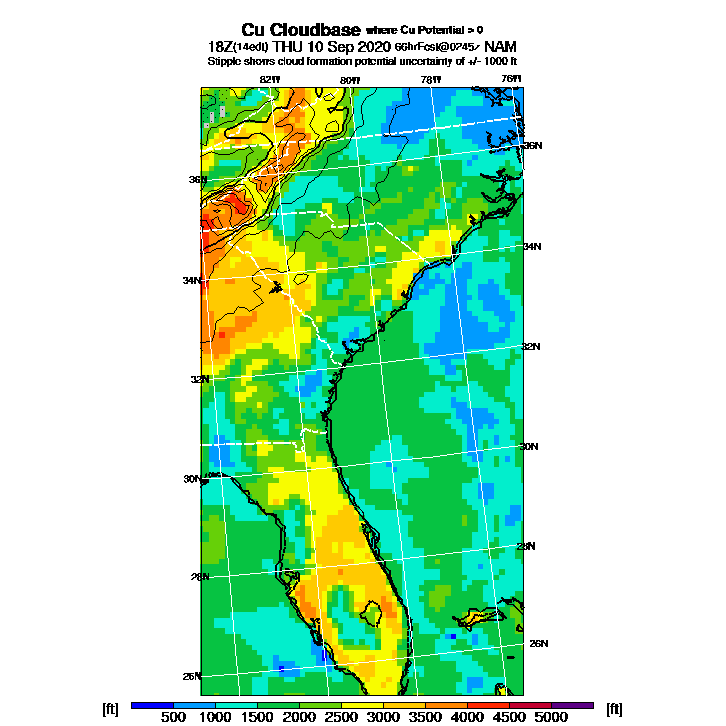 Cu Cloudbase where Cu Potential > 0
18Z(14edt) THU 10 Sep 2020 66hrFcst@0245z NAM
Stipple shows cloud formation potential uncertainty of +/- 1000 ft
82W 80W 78W 76W
36N
36N
34N
34N
32N
32N
30N
30N
28N
28N
26N
26N
[ft] 500 1000 1500 2000 2500 3000 3500 4000 4500 5000 [ft]